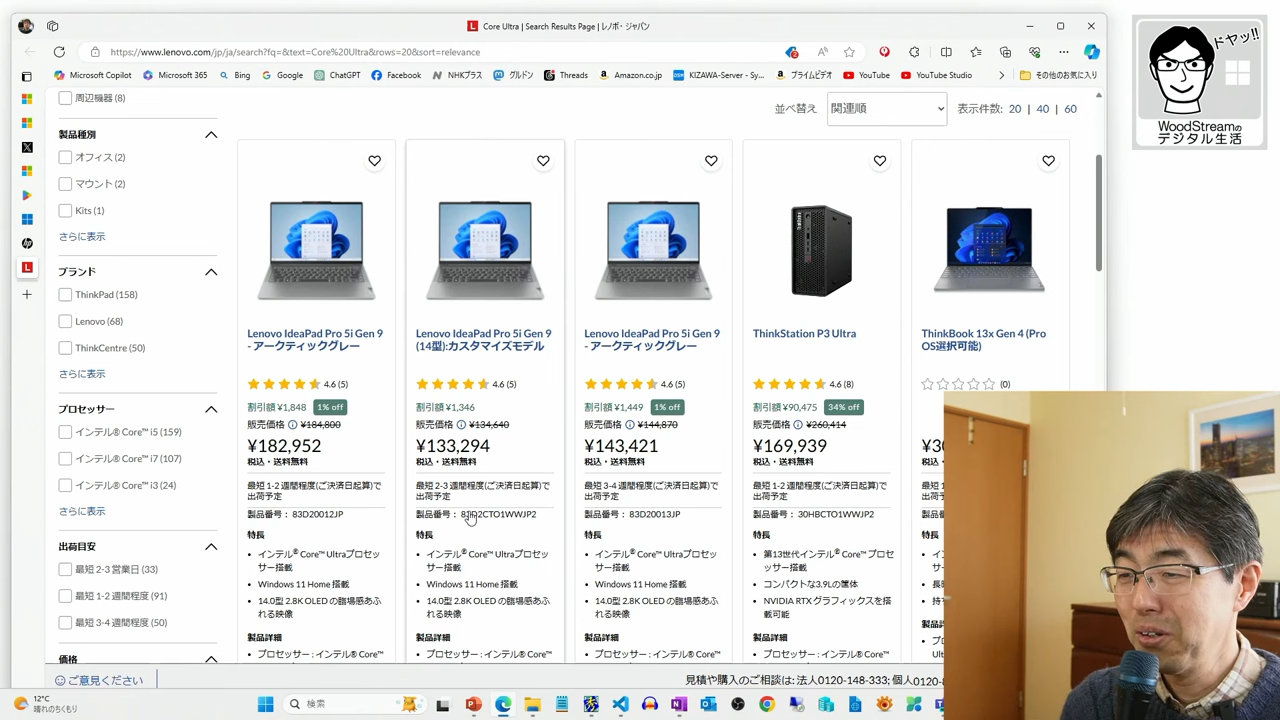 Core Ultra | Search Results Page | レノボ・ジャパン
https://www.lenovo.com/jp/ja/search?fq=&text=Core%20Ultra&rows=20&sort=relevance
Microsoft Copilot
Microsoft 365
Bing
Google
ChatGPT
Facebook
NHKプラス
グルドン
Threads
Amazon.co.jp
KIZAWA-Server - Sy...
プライムビデオ
YouTube
YouTube Studio
その他のお気に入り
ドヤッ!!
WoodStreamの
デジタル生活
周辺機器 (8)
製品種別
オフィス (2)
マウント (2)
Kits (1)
さらに表示
ブランド
ThinkPad (158)
Lenovo (68)
ThinkCentre (50)
さらに表示
プロセッサー
インテル® Core™ i5 (159)
インテル® Core™ i7 (107)
インテル® Core™ i3 (24)
さらに表示
出荷目安
最短 2-3 営業日 (33)
最短 1-2 週間程度 (91)
最短 3-4 週間程度 (50)
価格
並べ替え 関連順 表示件数: 20 | 40 | 60
Lenovo IdeaPad Pro 5i Gen 9
- アークティックグレー
4.6 (5)
割引額 ¥1,848 1% off
販売価格 ¥184,800
¥182,952
税込・送料無料
最短 1-2 週間程度(ご決済日起算)で
出荷予定
製品番号： 83D20012JP
特長
インテル® Core™ Ultraプロセッ
サー搭載
Windows 11 Home 搭載
14.0型 2.8K OLED の臨場感あふ
れる映像
製品詳細
プロセッサー : インテル® Core™
Lenovo IdeaPad Pro 5i Gen 9
(14型):カスタマイズモデル
4.6 (5)
割引額 ¥1,346
販売価格 ¥134,640
¥133,294
税込・送料無料
最短 2-3 週間程度(ご決済日起算)で
出荷予定
製品番号： 83D2CTO1WWJP2
特長
インテル® Core™ Ultraプロセッ
サー搭載
Windows 11 Home 搭載
14.0型 2.8K OLED の臨場感あふ
れる映像
製品詳細
プロセッサー : インテル® Core™
Lenovo IdeaPad Pro 5i Gen 9
- アークティックグレー
4.6 (5)
割引額 ¥1,449 1% off
販売価格 ¥144,870
¥143,421
税込・送料無料
最短 3-4 週間程度(ご決済日起算)で
出荷予定
製品番号： 83D20013JP
特長
インテル® Core™ Ultraプロセッ
サー搭載
Windows 11 Home 搭載
14.0型 2.8K OLED の臨場感あふ
れる映像
製品詳細
プロセッサー : インテル® Core™
ThinkStation P3 Ultra
4.6 (8)
割引額 ¥90,475 34% off
販売価格 ¥260,414
¥169,939
税込・送料無料
最短 1-2 週間程度(ご決済日起算)で
出荷予定
製品番号： 30HBCTO1WWJP2
特長
第13世代インテル® Core™ プロセ
ッサー搭載
コンパクトな3.9Lの筐体
NVIDIA RTX グラフィックスを搭
載可能
製品詳細
プロセッサー : インテル® Core™
ThinkBook 13x Gen 4 (Pro
OS選択可能)
(0)
ご意見ください
見積や購入のご相談は: 法人0120-148-333; 個人0120-8
12°C
晴れのちくもり
検索